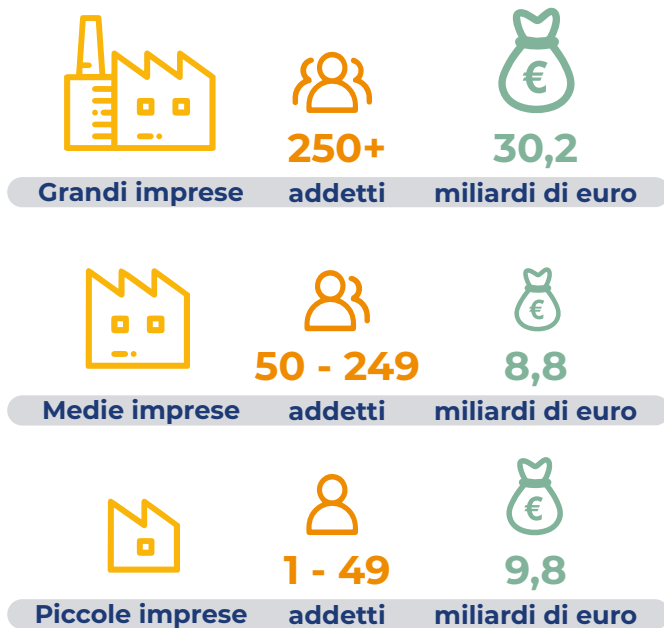 €
250+
30,2
Grandi imprese addetti miliardi di euro
€
50 - 249
8,8
Medie imprese addetti miliardi di euro
€
1 - 49
9,8
Piccole imprese addetti miliardi di euro